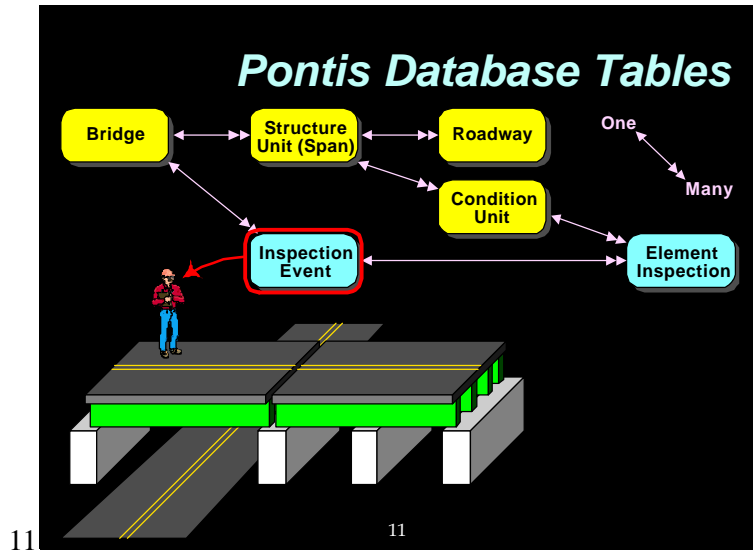 Pontis Database Tables
Bridge
Structure
Unit (Span)
Roadway
One
Many
Condition
Unit
Inspection
Event
Element
Inspection
11
11